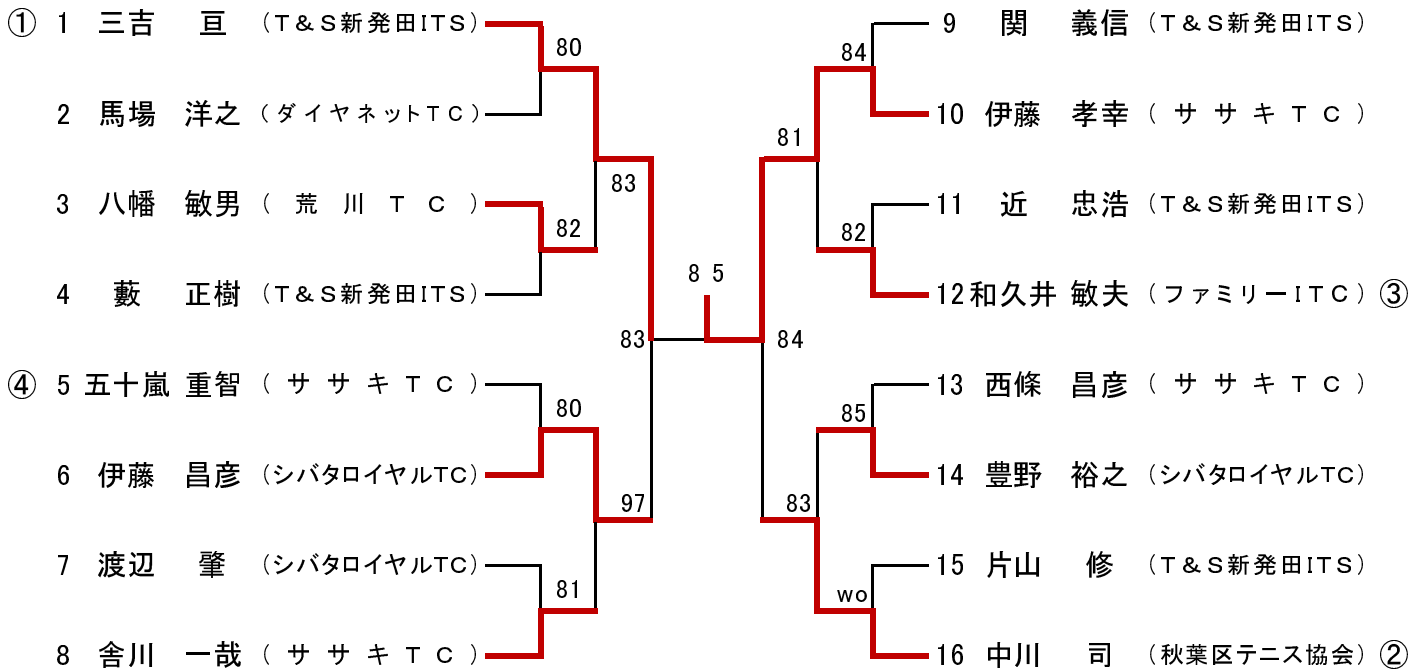 ① 1 三吉 亘 (T&S新発田ITS)
80
2 馬場 洋之 (ダイヤネットTC)
83
3 八幡 敏男 (荒川TC)
82
4 藪 正樹 (T&S新発田ITS)
83
④ 5 五十嵐 重智 (ササキTC)
80
6 伊藤 昌彦 (シバタロイヤルTC)
97
7 渡辺 肇 (シバタロイヤルTC)
81
8 舎川 一哉 (ササキTC)
8 5
9 関 義信 (T&S新発田ITS)
84
10 伊藤 孝幸 (ササキTC)
81
11 近 忠浩 (T&S新発田ITS)
82
12 和久井 敏夫 (ファミリーITC) ③
84
13 西條 昌彦 (ササキTC)
85
14 豊野 裕之 (シバタロイヤルTC)
83
15 片山 修 (T&S新発田ITS)
wo
16 中川 司 (秋葉区テニス協会) ②